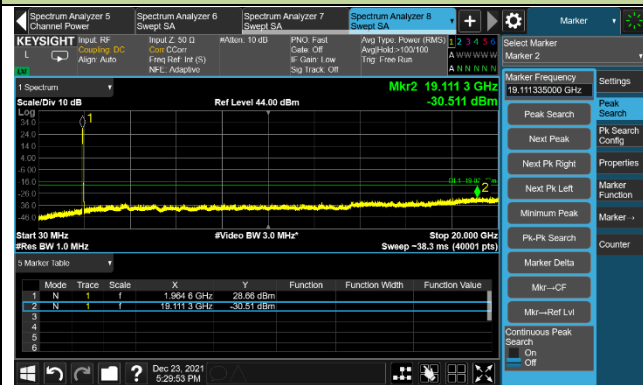 Spectrum Analyzer 5
Channel Power
Spectrum Analyzer 6
Swept SA
Spectrum Analyzer 7
Swept SA
Spectrum Analyzer 8
Swept SA
Marker
KEYSIGHT
L
Input: RF
Coupling: DC
Align: Auto
Input Z: 50 Ω
Corr CCorr
Freq Ref: Int (S)
NFE: Adaptive
#Atten: 10 dB
PNO: Fast
Gate: Off
IF Gain: Low
Sig Track: Off
Avg Type: Power (RMS)
Avg|Hold:>100/100
Trig: Free Run
1 2 3 4 5 6
A W W W W W
A N N N N N
Select Marker
Marker 2
1 Spectrum
Scale/Div 10 dB
Log
Ref Level 44.00 dBm
Mkr2 19.111 3 GHz
-30.511 dBm
34.0
24.0
14.0
4.00
-6.00
-16.0
-26.0
-36.0
-46.0
1
2
Start 30 MHz
#Res BW 1.0 MHz
#Video BW 3.0 MHz*
Stop 20.000 GHz
Sweep ~38.3 ms (40001 pts)
5 Marker Table
Mode Trace Scale X Y Function Function Width Function Value
1 N 1 f 1.964 6 GHz 28.66 dBm
2 N 1 f 19.111 3 GHz -30.51 dBm
3
4
5
6
Marker Frequency
19.111335000 GHz
Peak Search
Next Peak
Next Pk Right
Next Pk Left
Minimum Peak
Pk-Pk Search
Marker Delta
Mkr→CF
Mkr→Ref Lvl
Continuous Peak
Search
On
Off
Settings
Peak
Search
Pk Search
Config
Properties
Marker
Function
Marker→
Counter
?
Dec 23, 2021
5:29:53 PM